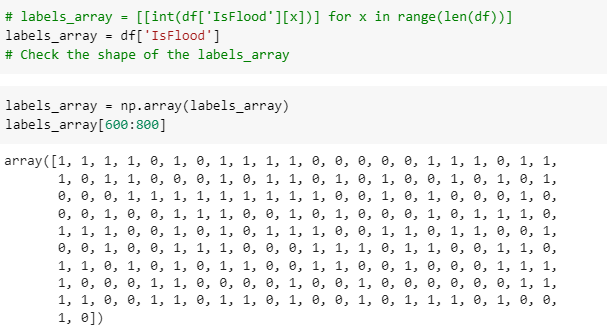 # labels_array = [[int(df['IsFlood'][x])] for x in range(len(df))]
labels_array = df['IsFlood']
# Check the shape of the labels_array
labels_array = np.array(labels_array)
labels_array[600:800]
array([1, 1, 1, 1, 0, 1, 0, 1, 1, 1, 1, 0, 0, 0, 0, 0, 1, 1, 1, 0, 1, 1,
1, 0, 1, 1, 0, 0, 0, 1, 0, 1, 1, 0, 1, 0, 1, 0, 0, 1, 0, 1, 0, 1,
0, 0, 0, 1, 1, 1, 1, 1, 1, 1, 1, 1, 0, 0, 1, 0, 1, 0, 0, 0, 1, 0,
0, 0, 1, 0, 0, 1, 1, 1, 0, 0, 1, 0, 1, 0, 0, 0, 1, 0, 1, 1, 1, 0,
1, 1, 1, 0, 0, 1, 0, 1, 0, 1, 1, 1, 0, 0, 1, 1, 0, 1, 1, 0, 0, 1,
0, 0, 1, 0, 0, 1, 1, 1, 0, 0, 0, 1, 1, 1, 0, 1, 1, 0, 0, 1, 1, 0,
1, 1, 0, 1, 0, 1, 0, 1, 1, 0, 0, 1, 1, 0, 0, 1, 0, 0, 0, 1, 1, 1,
1, 0, 0, 0, 1, 1, 0, 0, 0, 0, 1, 0, 0, 1, 0, 0, 0, 0, 0, 0, 1, 1,
1, 1, 0, 0, 1, 1, 0, 1, 1, 0, 1, 0, 0, 1, 0, 1, 1, 1, 0, 1, 0, 0,
1, 0])